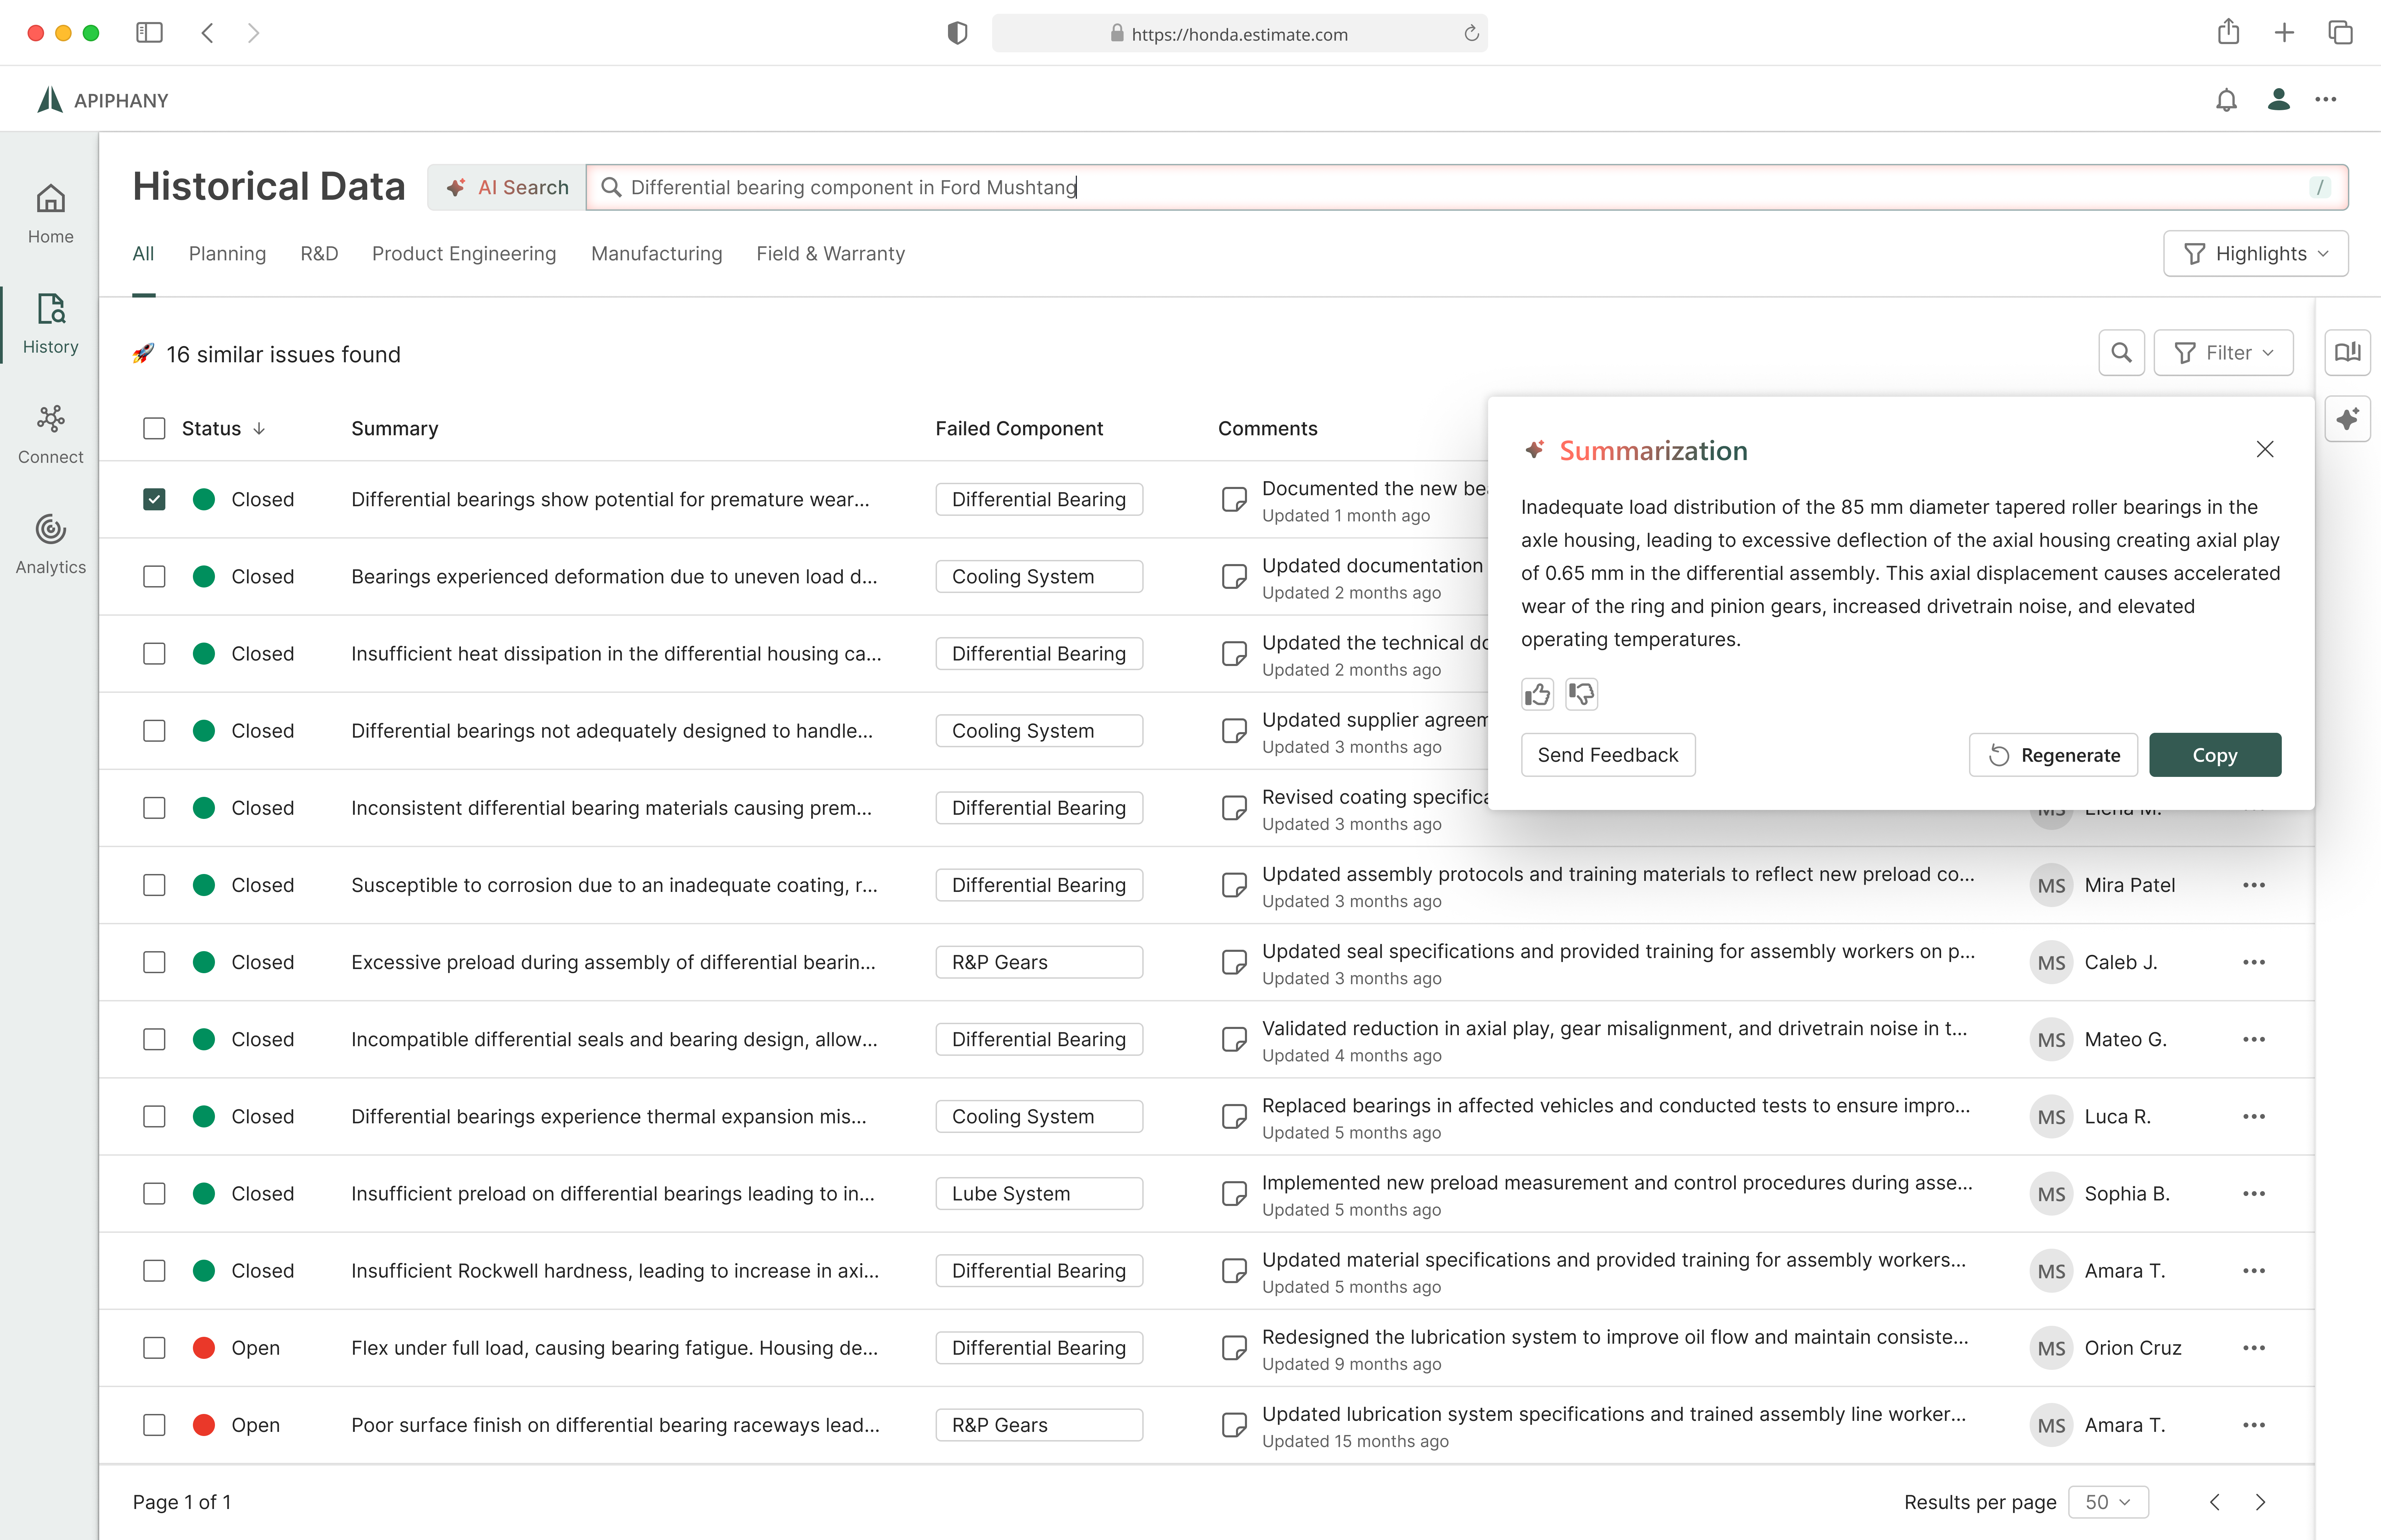 https://honda.estimate.com
APIPHANY
Home
History
Connect
Analytics
Historical Data
AI Search
Differential bearing component in Ford Mushtang
/
All Planning R&D Product Engineering Manufacturing Field & Warranty
Highlights
16 similar issues found
Filter
Status Summary Failed Component Comments
Closed Differential bearings show potential for premature wear... Differential Bearing Documented the new be
Updated 1 month ago
Closed Bearings experienced deformation due to uneven load d... Cooling System Updated documentation
Updated 2 months ago
Closed Insufficient heat dissipation in the differential housing ca... Differential Bearing Updated the technical do
Updated 2 months ago
Closed Differential bearings not adequately designed to handle... Cooling System Updated supplier agreem
Updated 3 months ago
Closed Inconsistent differential bearing materials causing prem... Differential Bearing Revised coating specifica
Updated 3 months ago
MS Elena M.
Closed Susceptible to corrosion due to an inadequate coating, r... Differential Bearing Updated assembly protocols and training materials to reflect new preload co... MS Mira Patel
Updated 3 months ago
Closed Excessive preload during assembly of differential bearin... R&P Gears Updated seal specifications and provided training for assembly workers on p... MS Caleb J.
Updated 3 months ago
Closed Incompatible differential seals and bearing design, allow... Differential Bearing Validated reduction in axial play, gear misalignment, and drivetrain noise in t... MS Mateo G.
Updated 4 months ago
Closed Differential bearings experience thermal expansion mis... Cooling System Replaced bearings in affected vehicles and conducted tests to ensure impro... MS Luca R.
Updated 5 months ago
Closed Insufficient preload on differential bearings leading to in... Lube System Implemented new preload measurement and control procedures during asse... MS Sophia B.
Updated 5 months ago
Closed Insufficient Rockwell hardness, leading to increase in axi... Differential Bearing Updated material specifications and provided training for assembly workers... MS Amara T.
Updated 5 months ago
Open Flex under full load, causing bearing fatigue. Housing de... Differential Bearing Redesigned the lubrication system to improve oil flow and maintain consiste... MS Orion Cruz
Updated 9 months ago
Open Poor surface finish on differential bearing raceways lead... R&P Gears Updated lubrication system specifications and trained assembly line worker... MS Amara T.
Updated 15 months ago
Summarization
Inadequate load distribution of the 85 mm diameter tapered roller bearings in the
axle housing, leading to excessive deflection of the axial housing creating axial play
of 0.65 mm in the differential assembly. This axial displacement causes accelerated
wear of the ring and pinion gears, increased drivetrain noise, and elevated
operating temperatures.
Send Feedback
Regenerate
Copy
Page 1 of 1
Results per page 50